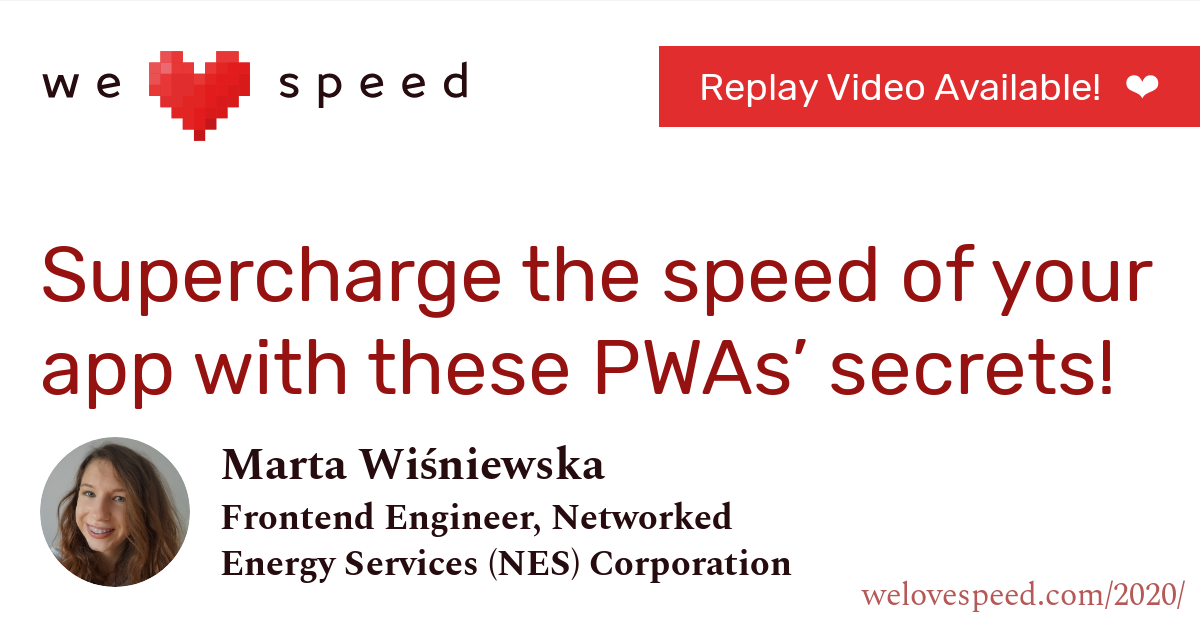 we ❤ speed
Replay Video Available! ❤
Supercharge the speed of your
app with these PWAs’ secrets!
Marta Wiśniewska
Frontend Engineer, Networked
Energy Services (NES) Corporation
welovespeed.com/2020/